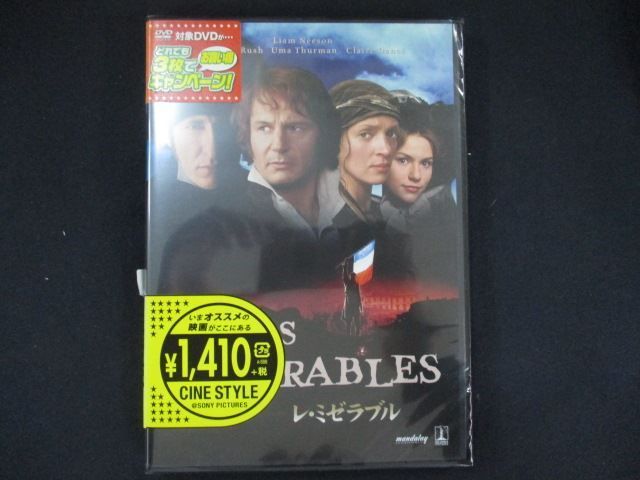 DVD 対象DVDが…
どれでも
3枚で
お買い得
キャンペーン!
Liam Neeson
Rush Uma Thurman Claire Danes
いまオススメの
映画がここにある
¥1,410
+税
CINE STYLE
@SONY PICTURES
S
RABLES
レ・ミゼラブル
mandalay